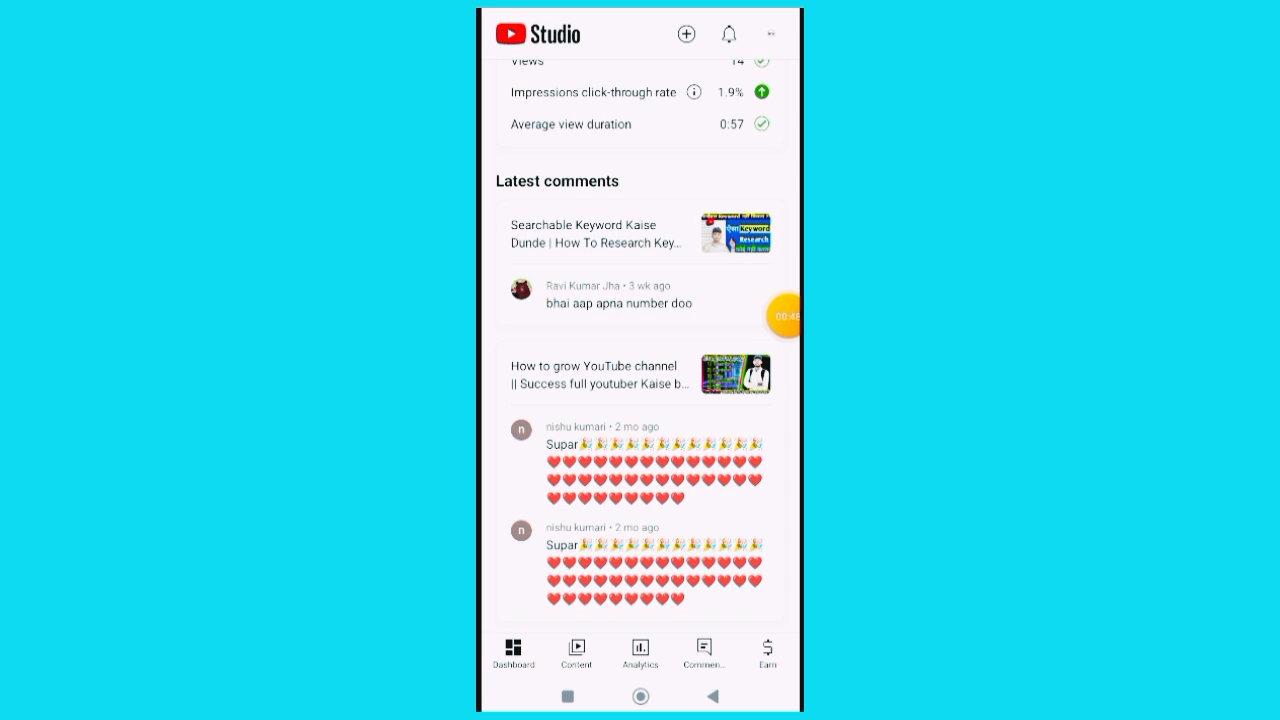 Studio
Views 14
Impressions click-through rate 1.9%
Average view duration 0:57
Latest comments
Searchable Keyword Kaise
Dunde | How To Research Key...
Keyword
Research
Ravi Kumar Jha • 3 wk ago
bhai aap apna number doo
00:48
How to grow YouTube channel
|| Success full youtuber Kaise b...
n
nishu kumari • 2 mo ago
Supar🎉🎉🎉🎉🎉🎉🎉🎉🎉🎉🎉🎉
❤️❤️❤️❤️❤️❤️❤️❤️❤️❤️❤️❤️❤️❤️
❤️❤️❤️❤️❤️❤️❤️❤️❤️❤️❤️❤️❤️❤️
❤️❤️❤️❤️❤️❤️❤️❤️❤️
n
nishu kumari • 2 mo ago
Supar🎉🎉🎉🎉🎉🎉🎉🎉🎉🎉🎉🎉
❤️❤️❤️❤️❤️❤️❤️❤️❤️❤️❤️❤️❤️❤️
❤️❤️❤️❤️❤️❤️❤️❤️❤️❤️❤️❤️❤️❤️
❤️❤️❤️❤️❤️❤️❤️❤️❤️
Dashboard Content Analytics Commen... Earn